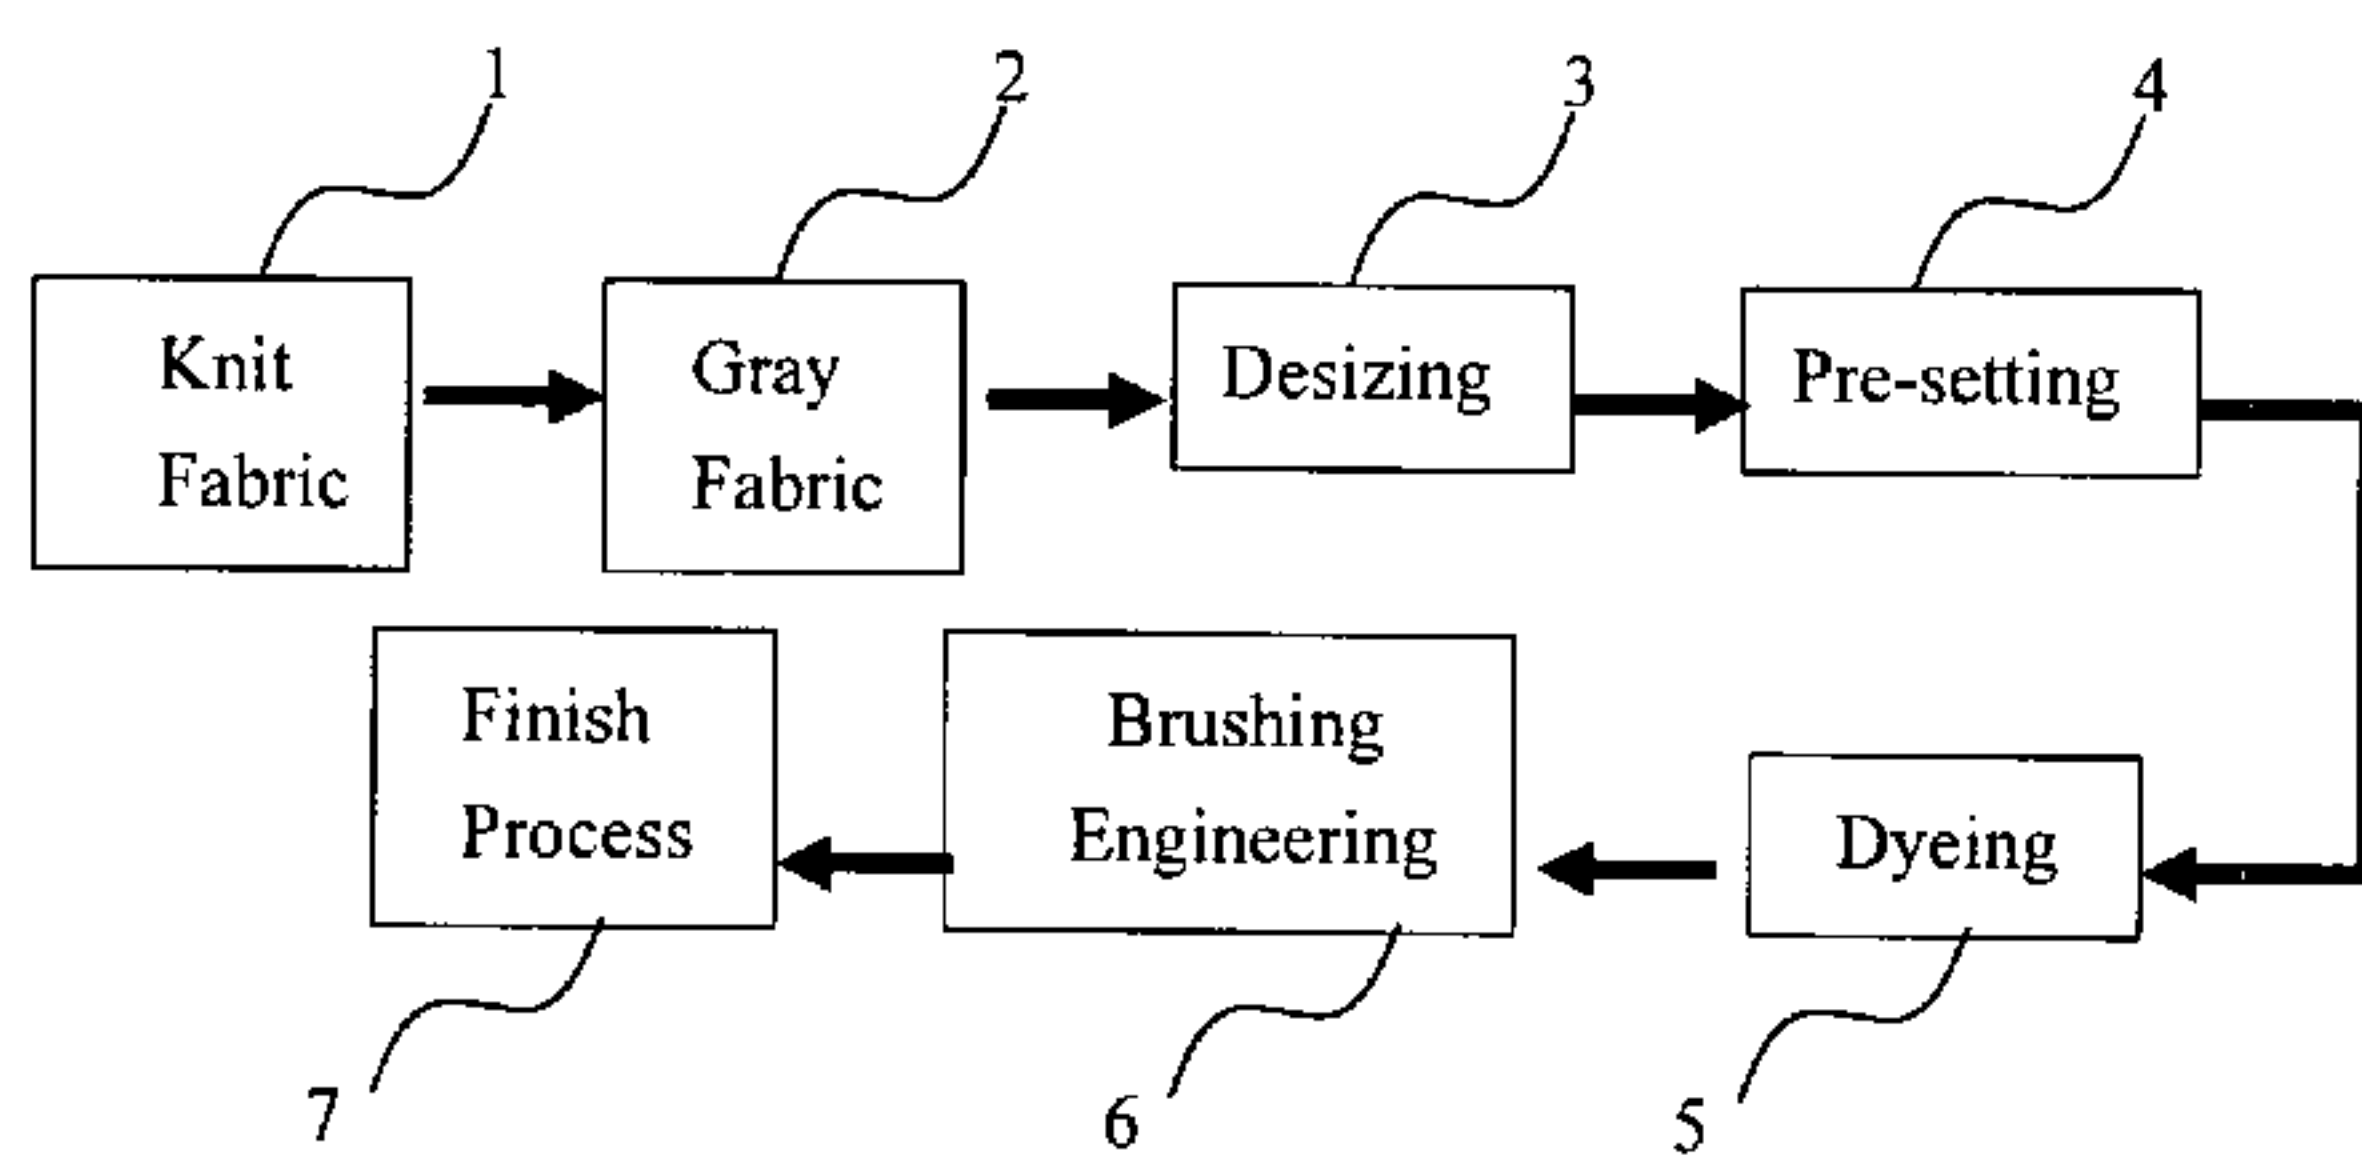 1
2
3
4
Knit
Fabric
Gray
Fabric
Desizing
Pre-setting
Finish
Process
Brushing
Engineering
Dyeing
7
6
5